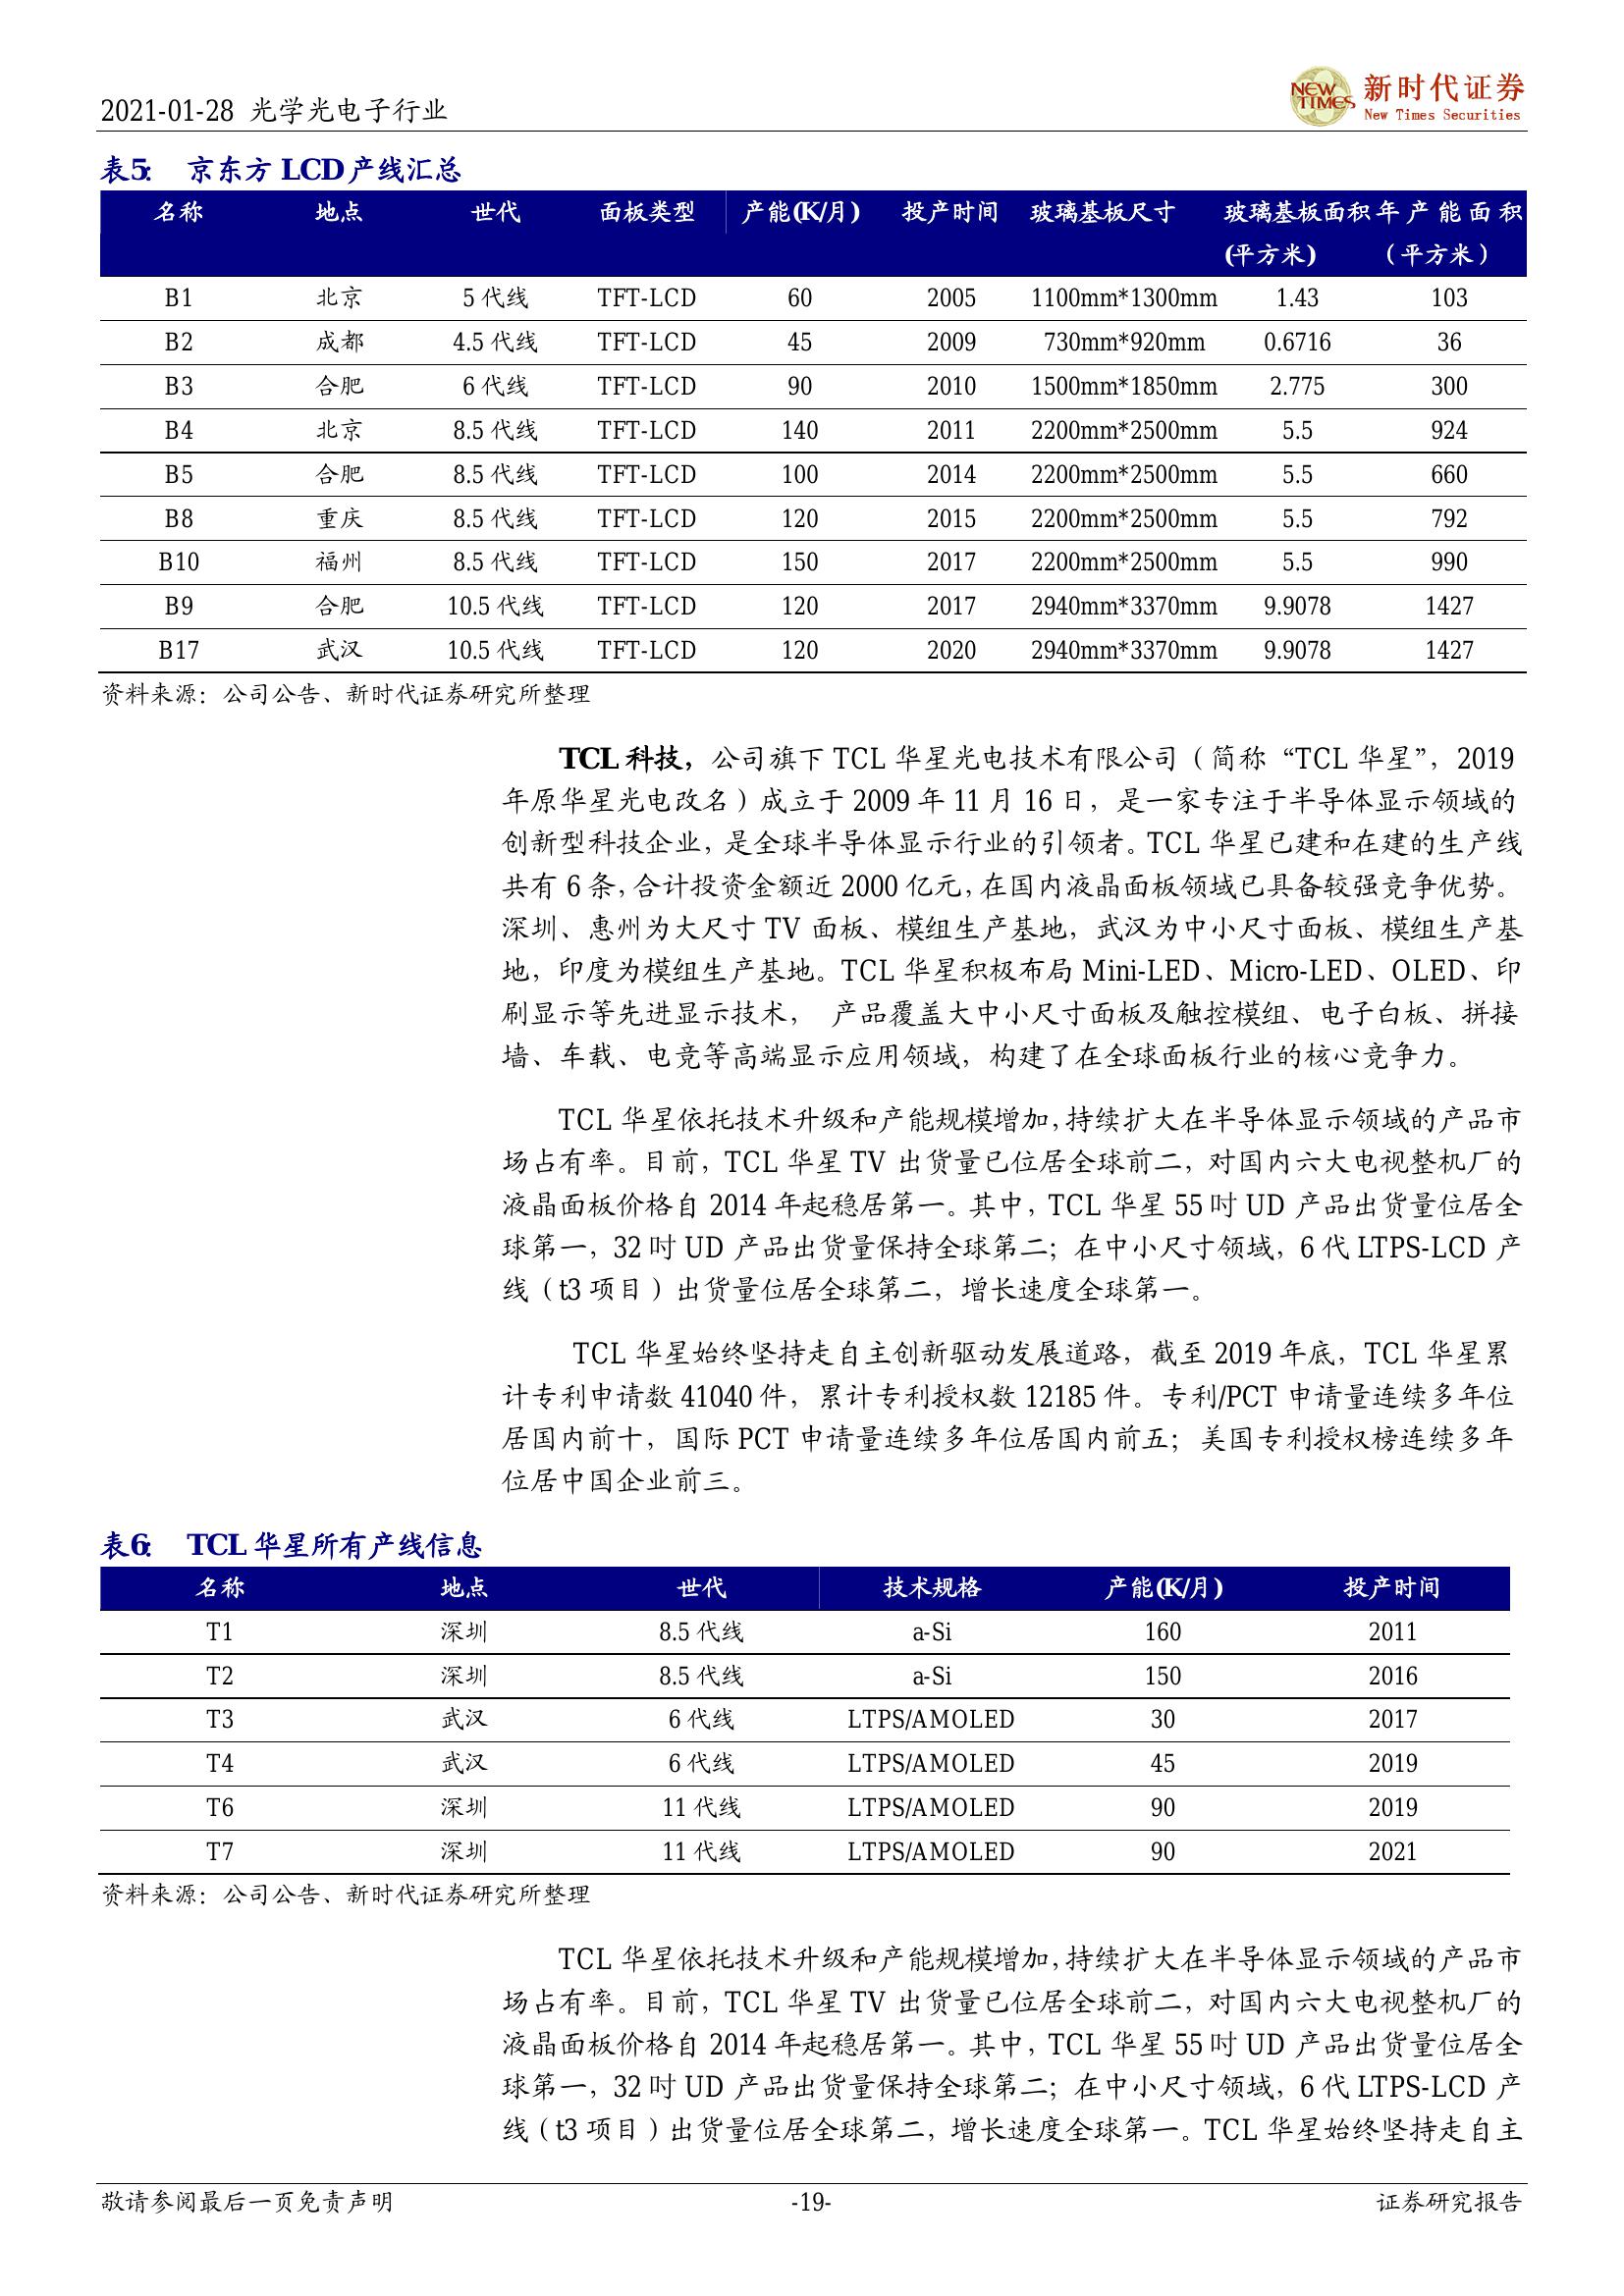 2021-01-28 光学光电子行业
NEW TIMES 新时代证券
New Times Securities
表5: 京东方 LCD 产线汇总
名称 地点 世代 面板类型 产能(K/月) 投产时间 玻璃基板尺寸 玻璃基板面积 年产能面积
(平方米) （平方米）
B1 北京 5 代线 TFT-LCD 60 2005 1100mm*1300mm 1.43 103
B2 成都 4.5 代线 TFT-LCD 45 2009 730mm*920mm 0.6716 36
B3 合肥 6 代线 TFT-LCD 90 2010 1500mm*1850mm 2.775 300
B4 北京 8.5 代线 TFT-LCD 140 2011 2200mm*2500mm 5.5 924
B5 合肥 8.5 代线 TFT-LCD 100 2014 2200mm*2500mm 5.5 660
B8 重庆 8.5 代线 TFT-LCD 120 2015 2200mm*2500mm 5.5 792
B10 福州 8.5 代线 TFT-LCD 150 2017 2200mm*2500mm 5.5 990
B9 合肥 10.5 代线 TFT-LCD 120 2017 2940mm*3370mm 9.9078 1427
B17 武汉 10.5 代线 TFT-LCD 120 2020 2940mm*3370mm 9.9078 1427
资料来源：公司公告、新时代证券研究所整理
TCL 科技，公司旗下 TCL 华星光电技术有限公司（简称“TCL 华星”，2019
年原华星光电改名）成立于 2009 年 11 月 16 日，是一家专注于半导体显示领域的
创新型科技企业，是全球半导体显示行业的引领者。TCL 华星已建和在建的生产线
共有 6 条，合计投资金额近 2000 亿元，在国内液晶面板领域已具备较强竞争优势。
深圳、惠州为大尺寸 TV 面板、模组生产基地，武汉为中小尺寸面板、模组生产基
地，印度为模组生产基地。TCL 华星积极布局 Mini-LED、Micro-LED、OLED、印
刷显示等先进显示技术， 产品覆盖大中小尺寸面板及触控模组、电子白板、拼接
墙、车载、电竞等高端显示应用领域，构建了在全球面板行业的核心竞争力。
TCL 华星依托技术升级和产能规模增加，持续扩大在半导体显示领域的产品市
场占有率。目前，TCL 华星 TV 出货量已位居全球前二，对国内六大电视整机厂的
液晶面板价格自 2014 年起稳居第一。其中，TCL 华星 55 吋 UD 产品出货量位居全
球第一，32 吋 UD 产品出货量保持全球第二；在中小尺寸领域，6 代 LTPS-LCD 产
线（t3 项目）出货量位居全球第二，增长速度全球第一。
TCL 华星始终坚持走自主创新驱动发展道路，截至 2019 年底，TCL 华星累
计专利申请数 41040 件，累计专利授权数 12185 件。专利/PCT 申请量连续多年位
居国内前十，国际 PCT 申请量连续多年位居国内前五；美国专利授权榜连续多年
位居中国企业前三。
表6: TCL 华星所有产线信息
名称 地点 世代 技术规格 产能(K/月) 投产时间
T1 深圳 8.5 代线 a-Si 160 2011
T2 深圳 8.5 代线 a-Si 150 2016
T3 武汉 6 代线 LTPS/AMOLED 30 2017
T4 武汉 6 代线 LTPS/AMOLED 45 2019
T6 深圳 11 代线 LTPS/AMOLED 90 2019
T7 深圳 11 代线 LTPS/AMOLED 90 2021
资料来源：公司公告、新时代证券研究所整理
TCL 华星依托技术升级和产能规模增加，持续扩大在半导体显示领域的产品市
场占有率。目前，TCL 华星 TV 出货量已位居全球前二，对国内六大电视整机厂的
液晶面板价格自 2014 年起稳居第一。其中，TCL 华星 55 吋 UD 产品出货量位居全
球第一，32 吋 UD 产品出货量保持全球第二；在中小尺寸领域，6 代 LTPS-LCD 产
线（t3 项目）出货量位居全球第二，增长速度全球第一。TCL 华星始终坚持走自主
敬请参阅最后一页免责声明 -19- 证券研究报告